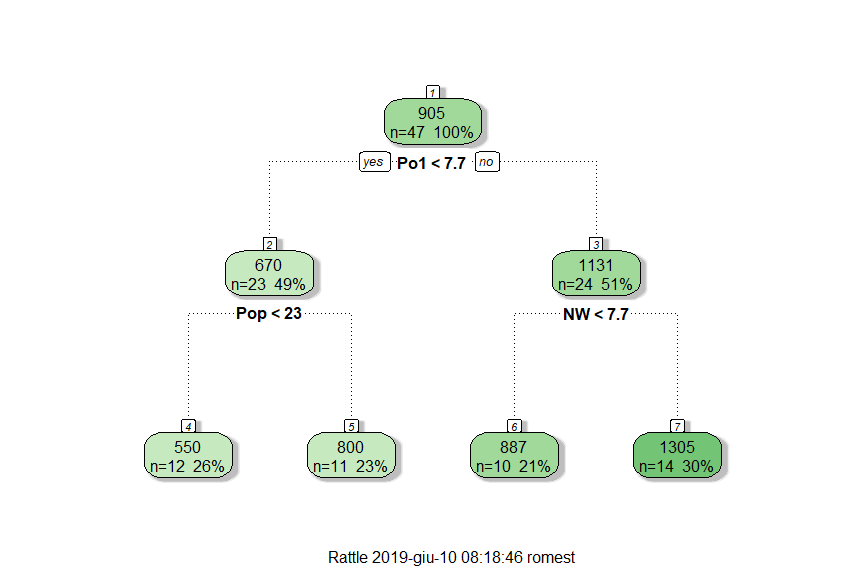 1
905
n=47 100%
yes Po1 < 7.7 no
2
670
n=23 49%
3
1131
n=24 51%
Pop < 23
NW < 7.7
4
550
n=12 26%
5
800
n=11 23%
6
887
n=10 21%
7
1305
n=14 30%
Rattle 2019-giu-10 08:18:46 romest